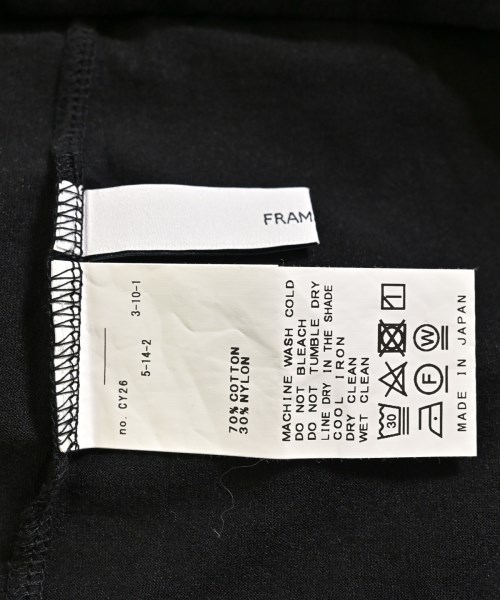 FRAM
no. CY26
5-14-2
3-10-1
70% COTTON
30% NYLON
MACHINE WASH COLD
DO NOT BLEACH
DO NOT TUMBLE DRY
LINE DRY IN THE SHADE
COOL IRON
DRY CLEAN
WET CLEAN
30
F
W
MADE IN JAPAN